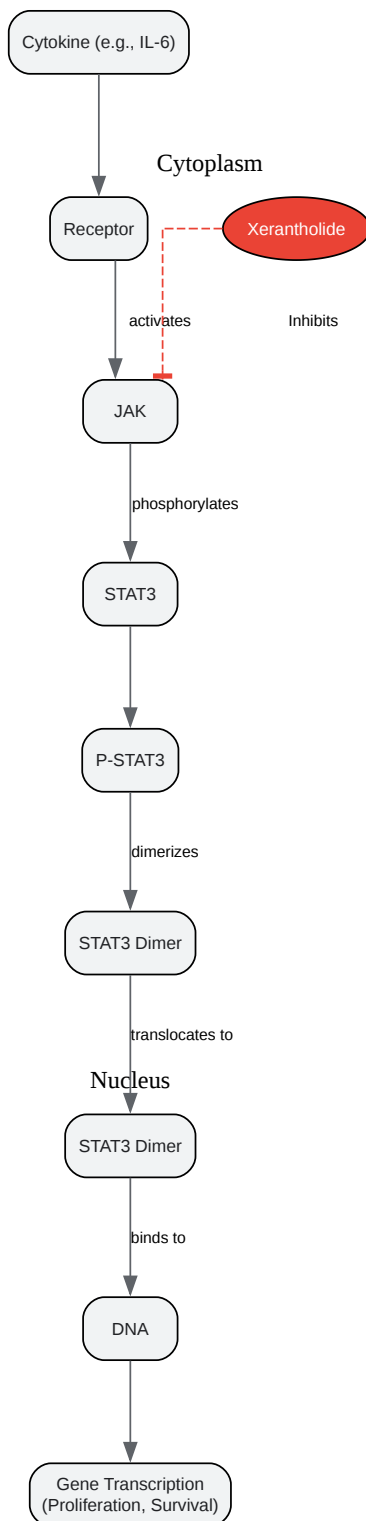 Cytokine (e.g., IL-6)
Cytoplasm
Receptor
Xerantholide
activates
Inhibits
JAK
phosphorylates
STAT3
P-STAT3
dimerizes
STAT3 Dimer
translocates to
Nucleus
STAT3 Dimer
binds to
DNA
Gene Transcription
(Proliferation, Survival)